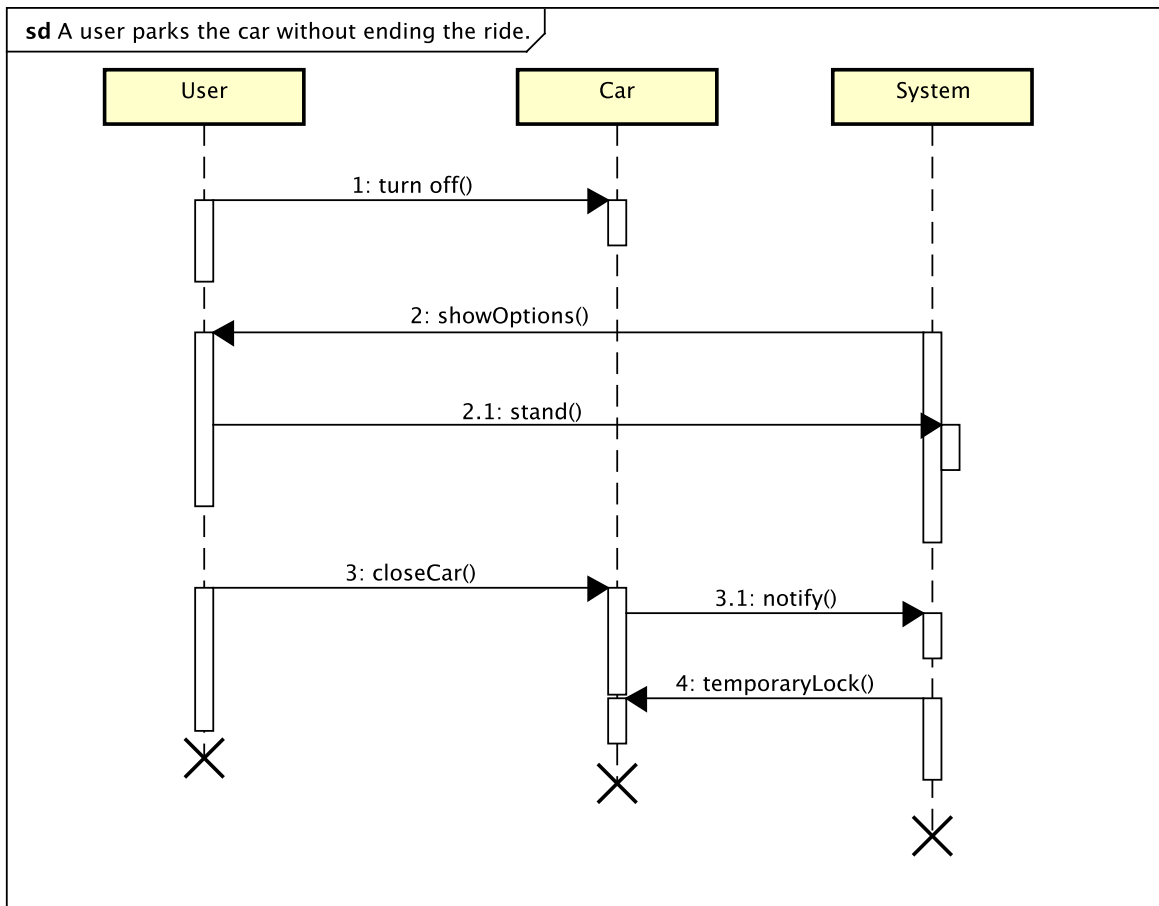 sd A user parks the car without ending the ride.
User
Car
System
1: turn off()
2: showOptions()
2.1: stand()
3: closeCar()
3.1: notify()
4: temporaryLock()